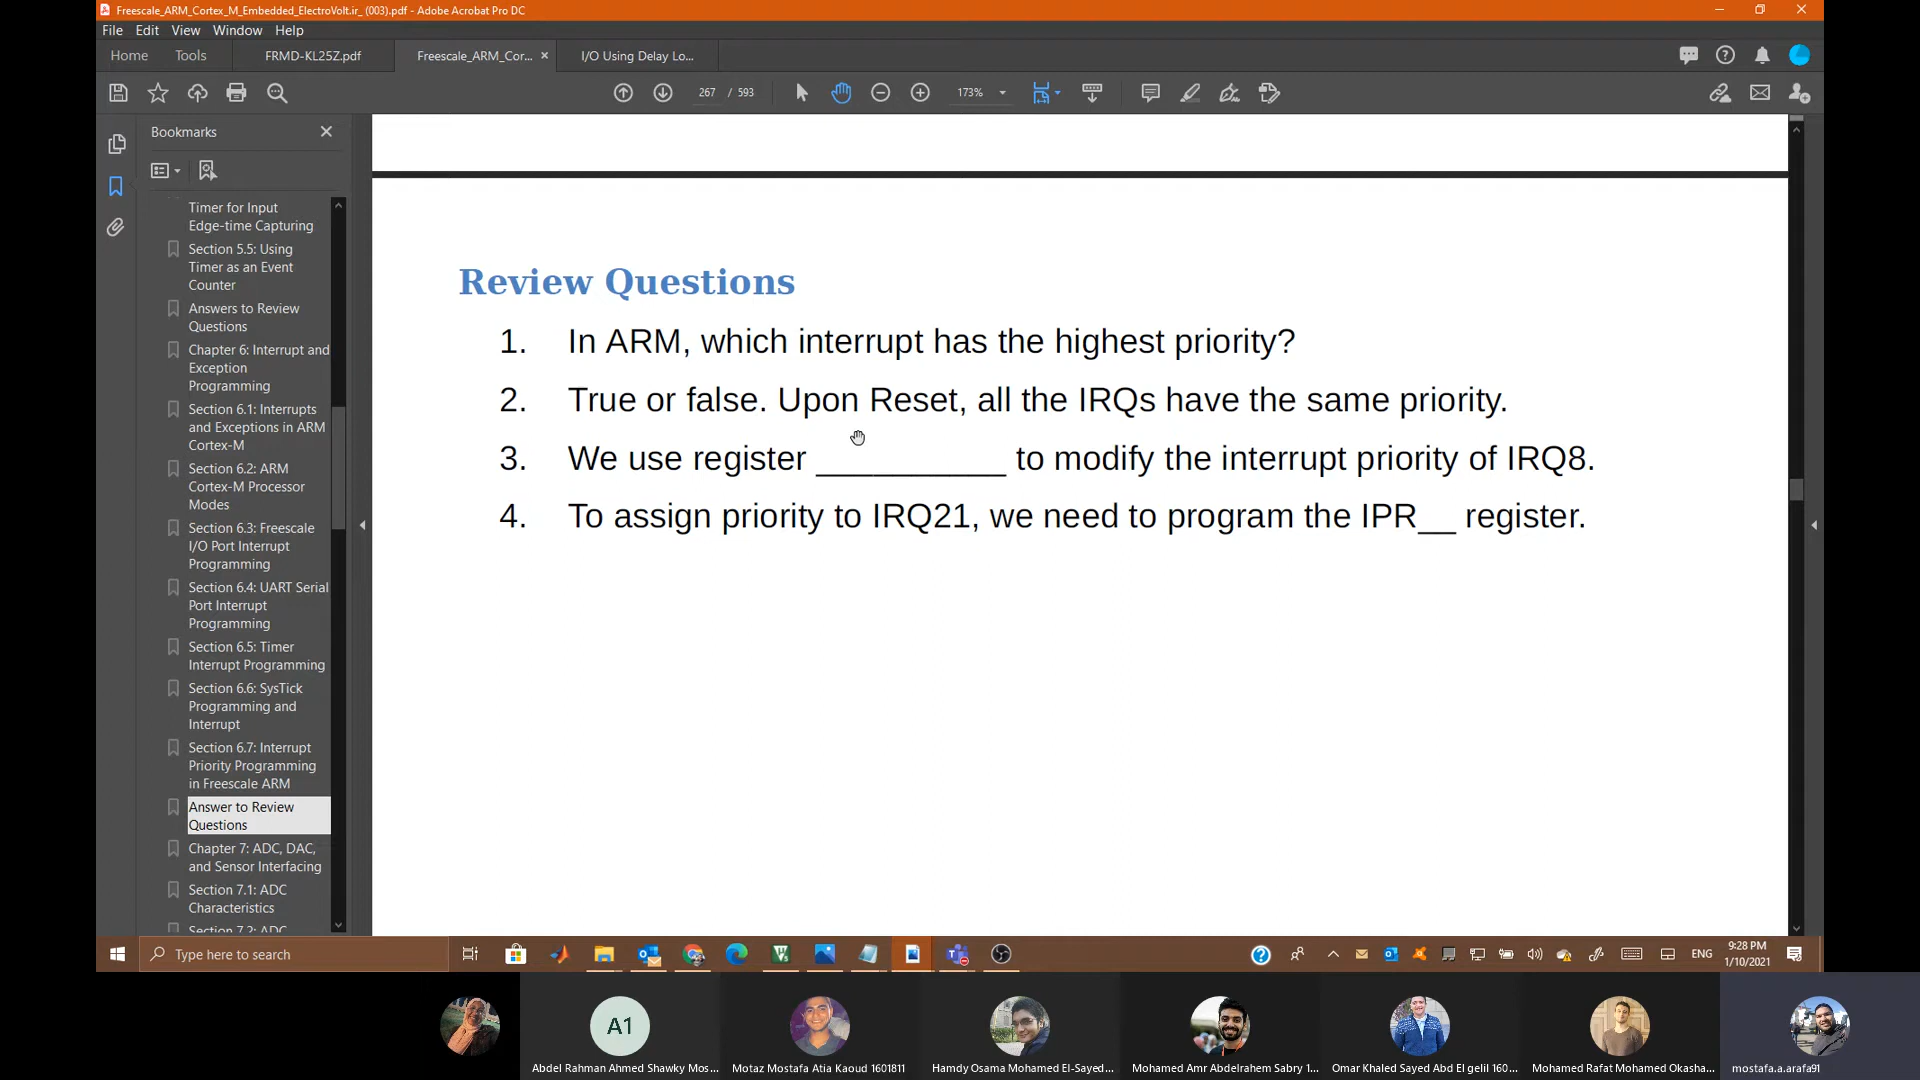 Freescale_ARM_Cortex_M_Embedded_ElectroVolt.ir_ (003).pdf - Adobe Acrobat Pro DC
File Edit View Window Help
Home Tools FRMD-KL25Z.pdf Freescale_ARM_Cor... × I/O Using Delay Lo...
267 / 593 173%
Bookmarks
Timer for Input
Edge-time Capturing
Section 5.5: Using
Timer as an Event
Counter
Answers to Review
Questions
Chapter 6: Interrupt and
Exception
Programming
Section 6.1: Interrupts
and Exceptions in ARM
Cortex-M
Section 6.2: ARM
Cortex-M Processor
Modes
Section 6.3: Freescale
I/O Port Interrupt
Programming
Section 6.4: UART Serial
Port Interrupt
Programming
Section 6.5: Timer
Interrupt Programming
Section 6.6: SysTick
Programming and
Interrupt
Section 6.7: Interrupt
Priority Programming
in Freescale ARM
Answer to Review
Questions
Chapter 7: ADC, DAC,
and Sensor Interfacing
Section 7.1: ADC
Characteristics
Section 7.2: ADC
Review Questions
1. In ARM, which interrupt has the highest priority?
2. True or false. Upon Reset, all the IRQs have the same priority.
3. We use register __________ to modify the interrupt priority of IRQ8.
4. To assign priority to IRQ21, we need to program the IPR__ register.
Type here to search
ENG
9:28 PM
1/10/2021
A1
Abdel Rahman Ahmed Shawky Mos... Motaz Mostafa Atia Kaoud 1601811 Hamdy Osama Mohamed El-Sayed... Mohamed Amr Abdelrahem Sabry 1... Omar Khaled Sayed Abd El gelil 160... Mohamed Rafat Mohamed Okasha... mostafa.a.arafa91